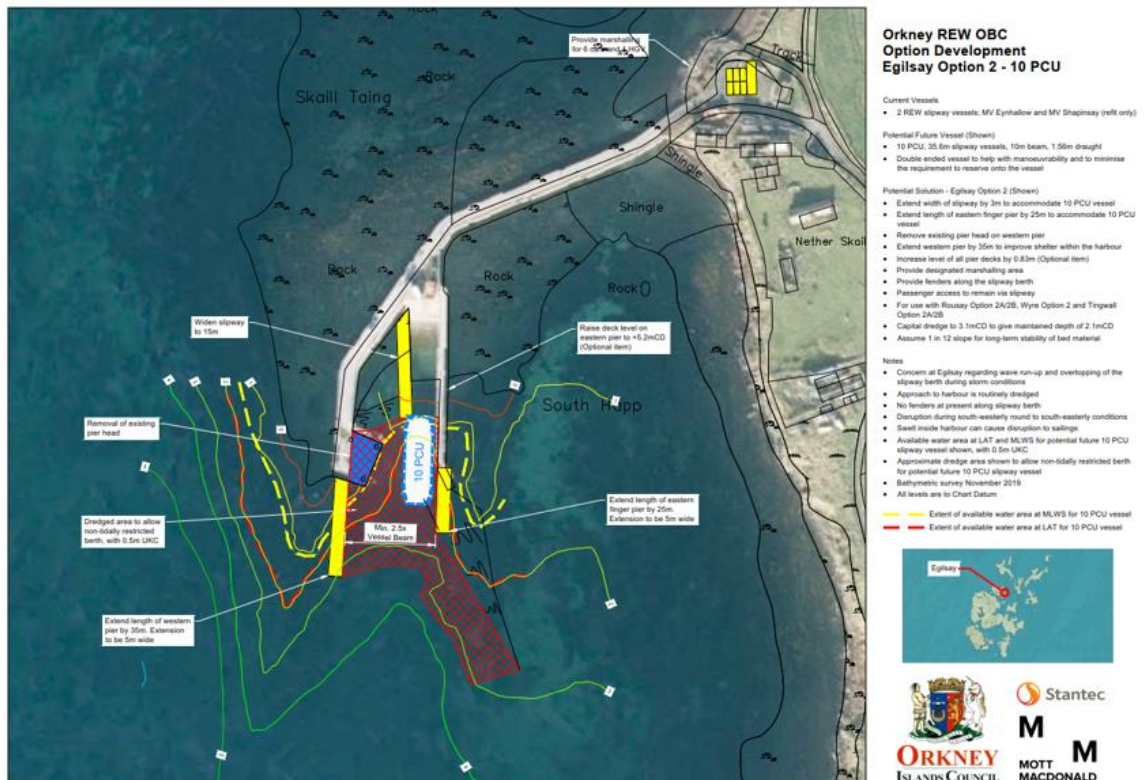 Rock
Rock
Skaill Taing
Rock
Provide marshalling
Track
Shingle
Shingle
Nether Skail
Rock
Rock
Rock
Widen slipway
to 15m
Raise deck level on
eastern pier to +5.2mCD
(Optional item)
South Happ
Removal of existing
pier head
10 PCU
Dredged area to allow
non-tidally restricted
berth, with 0.5m UKC
Min. 2.5x
Vessel Beam
Extend length of eastern
finger pier by 25m.
Extension to be 5m wide
Extend length of western
pier by 35m. Extension
to be 5m wide
Orkney REW OBC
Option Development
Egilsay Option 2 - 10 PCU
Current Vessels
• 2 REW slipway vessels; MV Eynhallow and MV Shapinsay (refit only)
Potential Future Vessel (Shown)
• 10 PCU, 35.6m slipway vessels, 10m beam, 1.56m draught
• Double ended vessel to help with manoeuvrability and to minimise
the requirement to reserve onto the vessel
Potential Solution - Egilsay Option 2 (Shown)
• Extend width of slipway by 3m to accommodate 10 PCU vessel
• Extend length of eastern finger pier by 25m to accommodate 10 PCU
vessel
• Remove existing pier head on western pier
• Extend western pier by 35m to improve shelter within the harbour
• Increase level of all pier decks by 0.83m (Optional item)
• Provide designated marshalling area
• Provide fenders along the slipway berth
• Passenger access to remain via slipway
• For use with Rousay Option 2A/2B, Wyre Option 2 and Tingwall
Option 2A/2B
• Capital dredge to 3.1mCD to give maintained depth of 2.1mCD
• Assume 1 in 12 slope for long-term stability of bed material
Notes
• Concern at Egilsay regarding wave run-up and overtopping of the
slipway berth during storm conditions
• Approach to harbour is routinely dredged
• No fenders at present along slipway berth
• Disruption during south-westerly round to south-easterly conditions
• Swell inside harbour can cause disruption to sailings
• Available water area at LAT and MLWS for potential future 10 PCU
slipway vessel shown, with 0.5m UKC
• Approximate dredge area shown to allow non-tidally restricted berth
for potential future 10 PCU slipway vessel
• Bathymetric survey November 2019
• All levels are to Chart Datum
Extent of available water area at MLWS for 10 PCU vessel
Extent of available water area at LAT for 10 PCU vessel
Egilsay
ORKNEY
ISLANDS COUNCIL
Stantec
M M
MOTT
MACDONALD